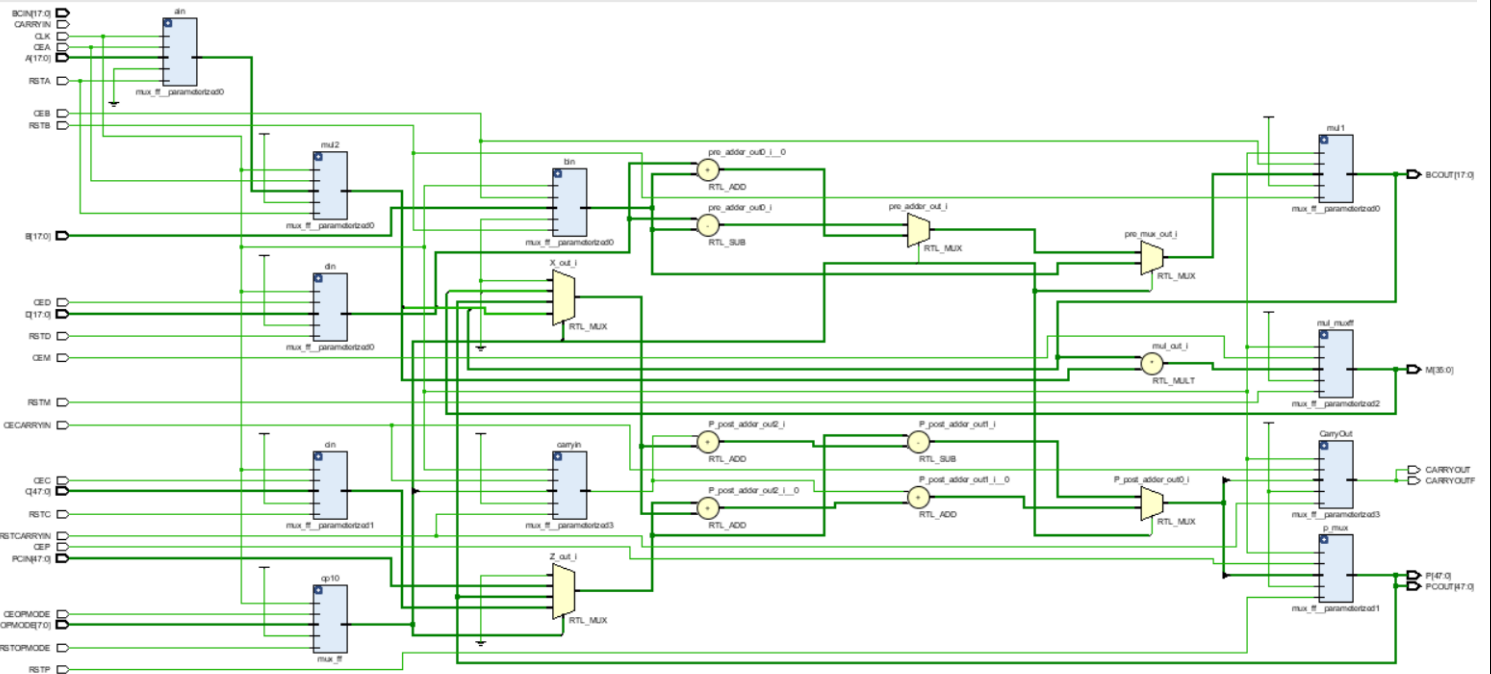 BCIN[17:0]
CARRYIN
CLK
CEA
A[17:0]
RSTA
CEB
RSTB
B[17:0]
CED
D[17:0]
RSTD
CEM
RSTM
CECARRYIN
CEC
C[47:0]
RSTC
RSTCARRYIN
CEP
PCIN[47:0]
CEOPMODE
OPMODE[7:0]
RSTOPMODE
RSTP
ain
mux_ff__parameterized0
mul2
mux_ff__parameterized0
din
mux_ff__parameterized0
cin
mux_ff__parameterized1
op10
mux_ff
bin
mux_ff__parameterized0
X_out_i
RTL_MUX
carryin
mux_ff__parameterized3
Z_out_i
RTL_MUX
pre_adder_out0_i__0
+
RTL_ADD
pre_adder_out0_i
-
RTL_SUB
P_post_adder_out2_i
+
RTL_ADD
P_post_adder_out2_i__0
+
RTL_ADD
pre_adder_out_i
RTL_MUX
P_post_adder_out1_i
-
RTL_SUB
P_post_adder_out1_i__0
+
RTL_ADD
pre_mux_out_i
RTL_MUX
mul_out_i
RTL_MULT
P_post_adder_out0_i
RTL_MUX
mul1
mux_ff__parameterized0
mul_muxff
mux_ff__parameterized2
CarryOut
mux_ff__parameterized3
p_mux
mux_ff__parameterized1
BCOUT[17:0]
M[35:0]
CARRYOUT
CARRYOUTF
P[47:0]
PCOUT[47:0]